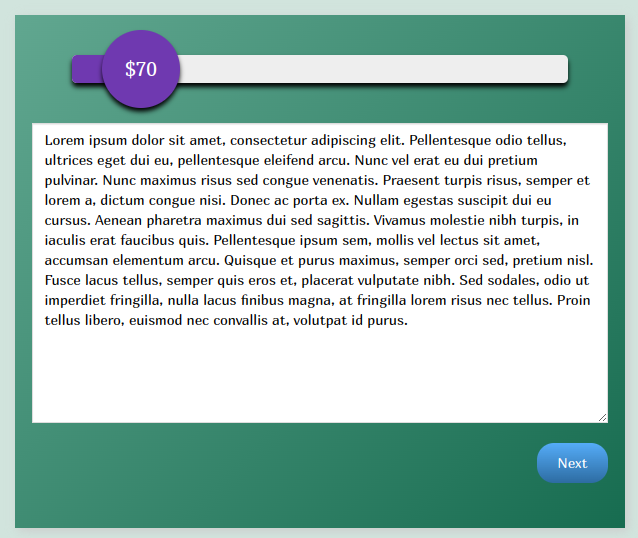 $70
Lorem ipsum dolor sit amet, consectetur adipiscing elit. Pellentesque odio tellus,
ultrices eget dui eu, pellentesque eleifend arcu. Nunc vel erat eu dui pretium
pulvinar. Nunc maximus risus sed congue venenatis. Praesent turpis risus, semper et
lorem a, dictum congue nisi. Donec ac porta ex. Nullam egestas suscipit dui eu
cursus. Aenean pharetra maximus dui sed sagittis. Vivamus molestie nibh turpis, in
iaculis erat faucibus quis. Pellentesque ipsum sem, mollis vel lectus sit amet,
accumsan elementum arcu. Quisque et purus maximus, semper orci sed, pretium nisl.
Fusce lacus tellus, semper quis eros et, placerat vulputate nibh. Sed sodales, odio ut
imperdiet fringilla, nulla lacus finibus magna, at fringilla lorem risus nec tellus. Proin
tellus libero, euismod nec convallis at, volutpat id purus.
Next